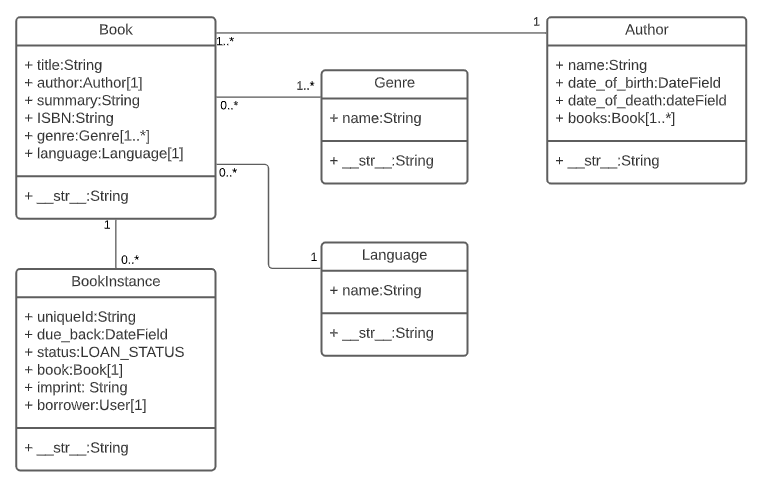 Book
+ title:String
+ author:Author[1]
+ summary:String
+ ISBN:String
+ genre:Genre[1..*]
+ language:Language[1]
+ __str__:String
1..*
1
Author
+ name:String
+ date_of_birth:DateField
+ date_of_death:dateField
+ books:Book[1..*]
+ __str__:String
0..*
1..*
Genre
+ name:String
+ __str__:String
0..*
1
Language
+ name:String
+ __str__:String
1
0..*
BookInstance
+ uniqueId:String
+ due_back:DateField
+ status:LOAN_STATUS
+ book:Book[1]
+ imprint: String
+ borrower:User[1]
+ __str__:String